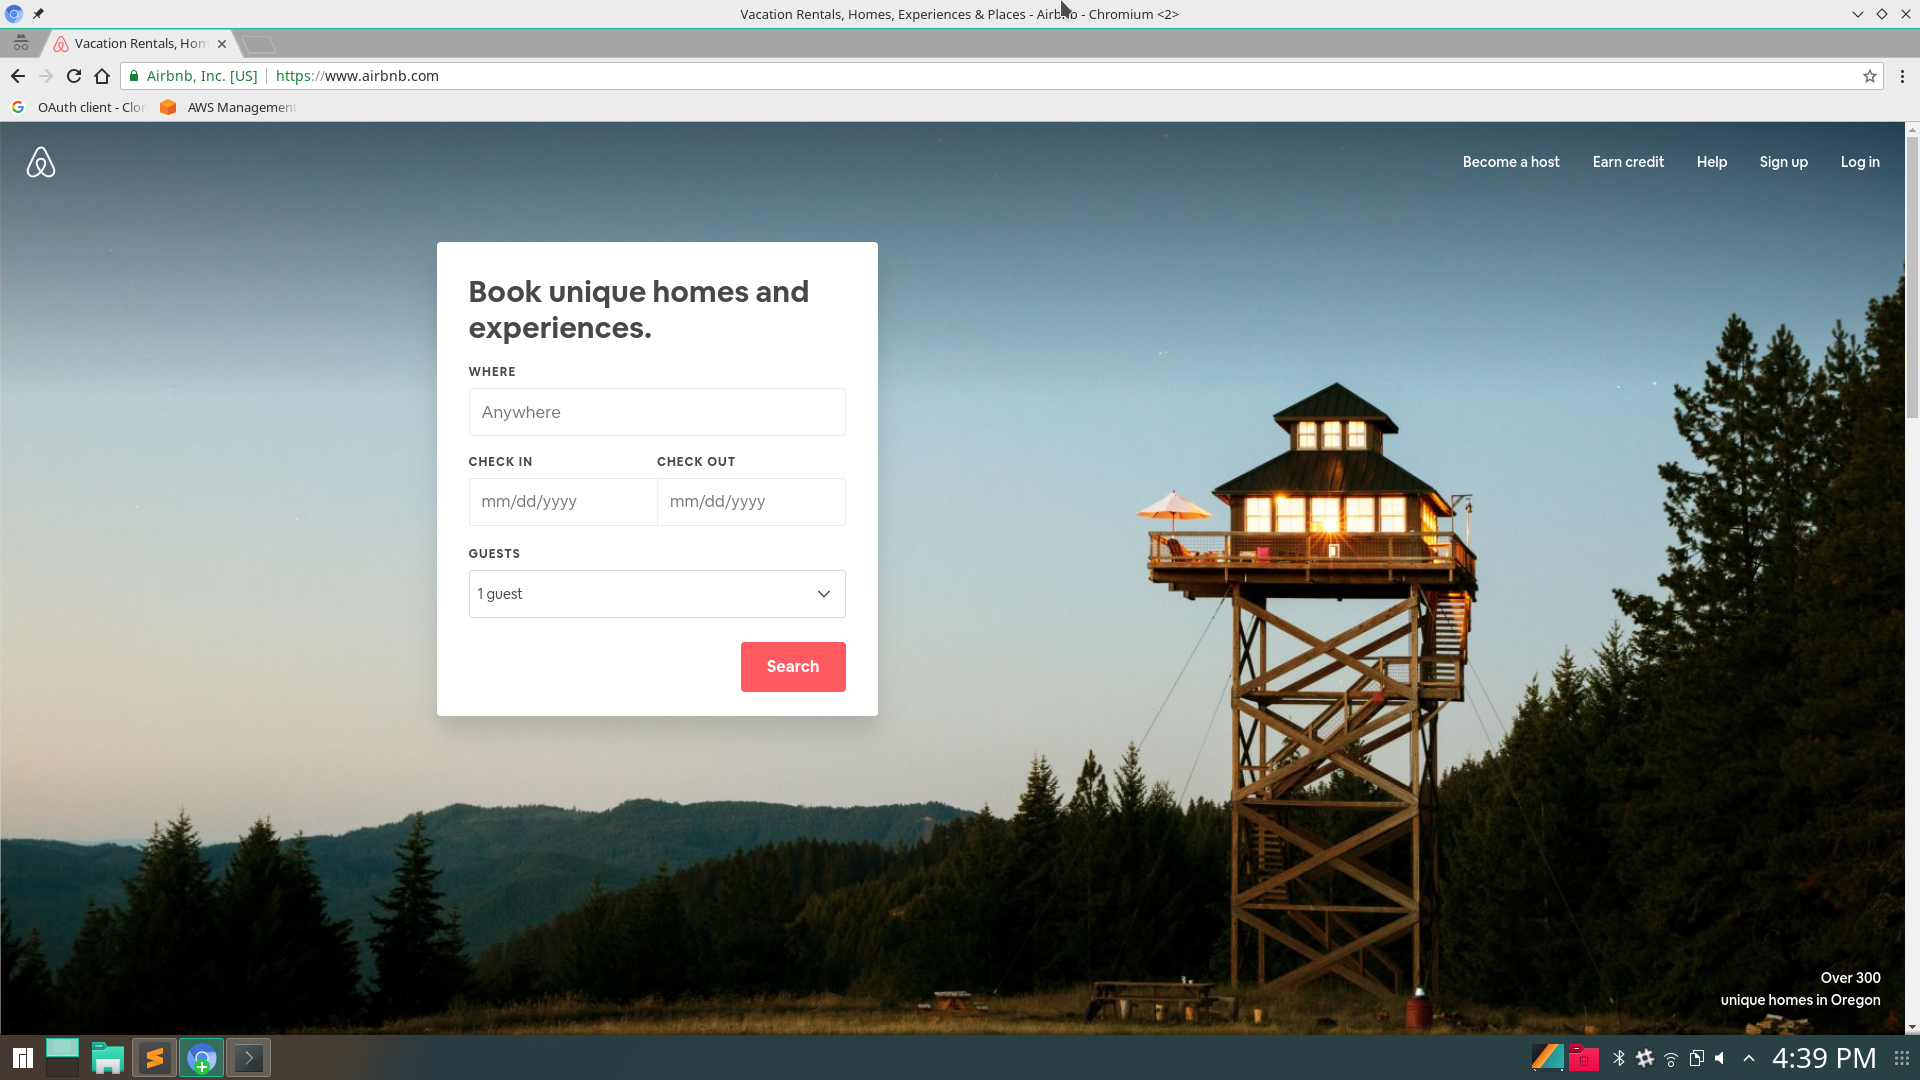 Vacation Rentals, Homes, Experiences & Places - Airbnb - Chromium <2>
Vacation Rentals, Hom
Airbnb, Inc. [US] https://www.airbnb.com
OAuth client - Clo AWS Management
Become a host Earn credit Help Sign up Log in
Book unique homes and
experiences.
WHERE
Anywhere
CHECK IN CHECK OUT
mm/dd/yyyy mm/dd/yyyy
GUESTS
1 guest
Search
Over 300
unique homes in Oregon
4:39 PM